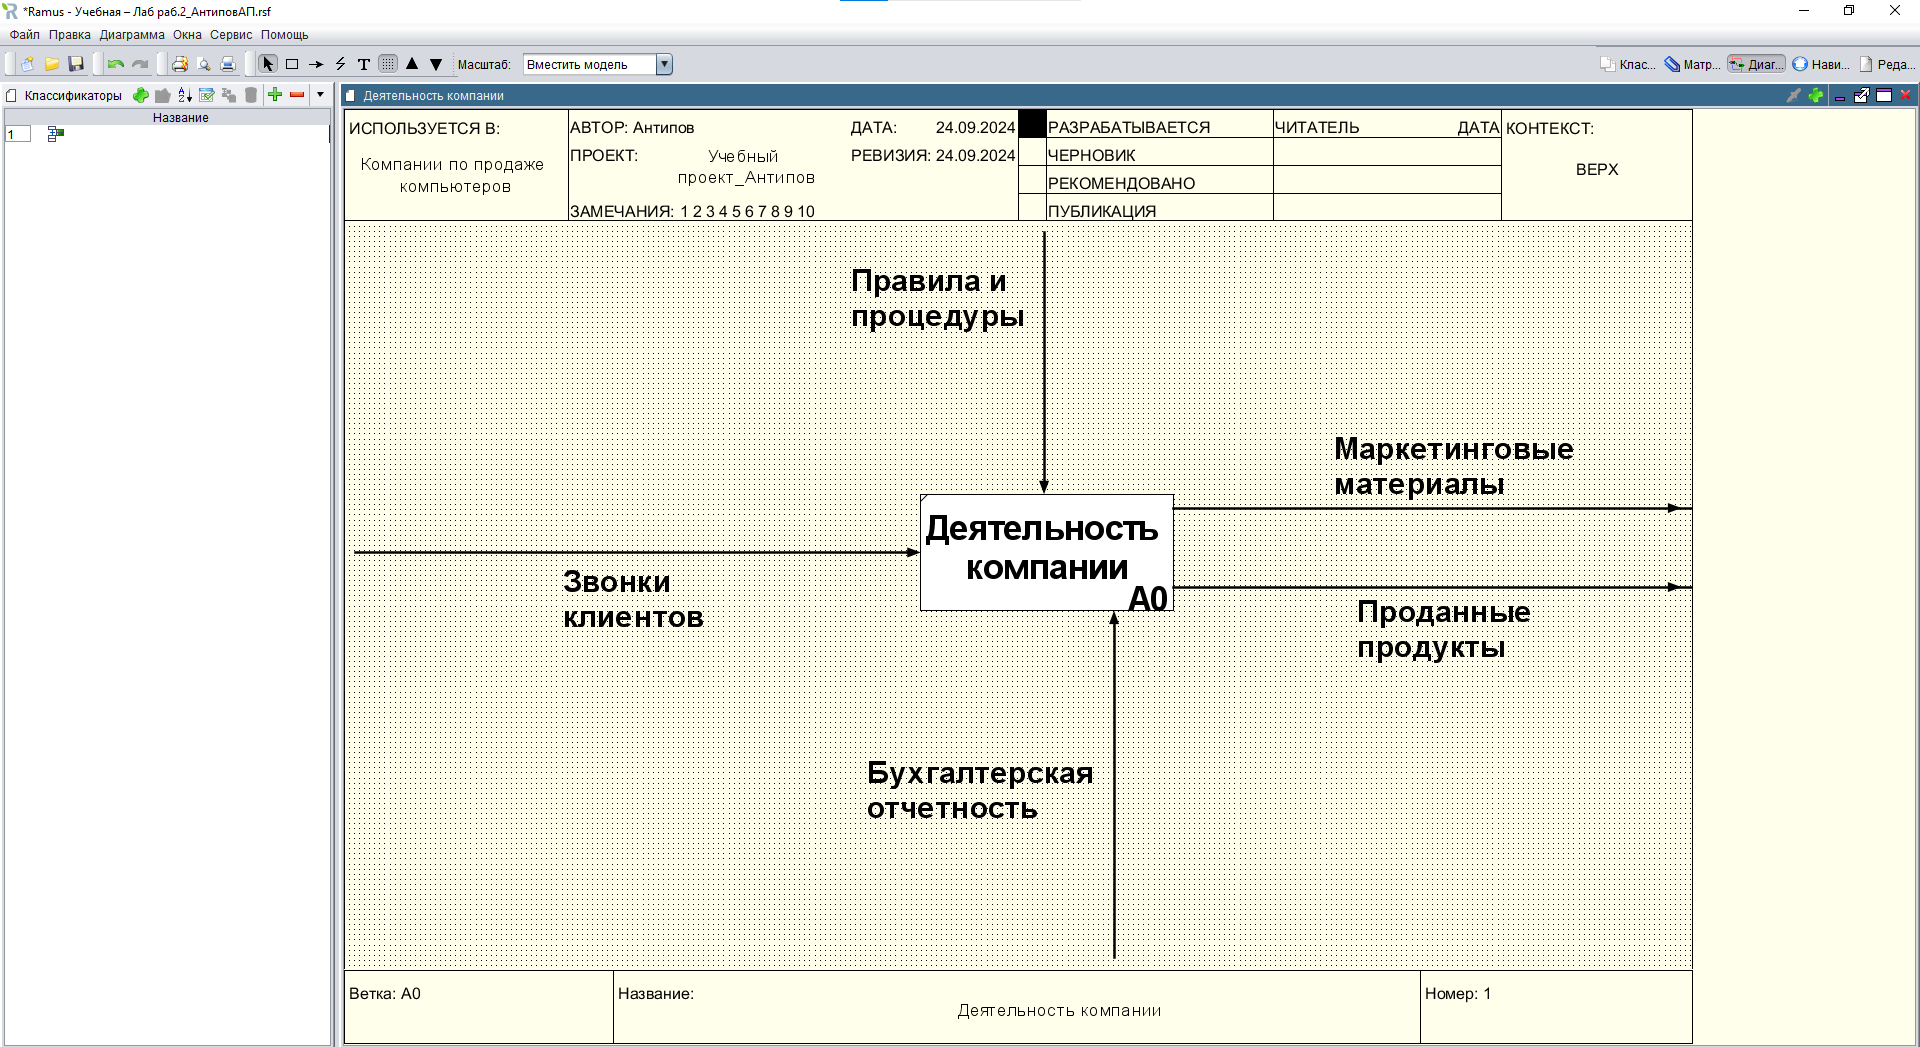 *Ramus - Учебная – Лаб раб.2_АнтиповАП.rsf
Файл Правка Диаграмма Окна Сервис Помощь
Масштаб: Вместить модель
Клас... Матр... Диаг... Нави... Реда...
Классификаторы
Название
1
Деятельность компании
ИСПОЛЬЗУЕТСЯ В:
Компании по продаже
компьютеров
АВТОР: Антипов
ДАТА: 24.09.2024
ПРОЕКТ: Учебный
проект_Антипов
РЕВИЗИЯ: 24.09.2024
ЗАМЕЧАНИЯ: 1 2 3 4 5 6 7 8 9 10
РАЗРАБАТЫВАЕТСЯ
ЧЕРНОВИК
РЕКОМЕНДОВАНО
ПУБЛИКАЦИЯ
ЧИТАТЕЛЬ ДАТА
КОНТЕКСТ:
ВЕРХ
Правила и
процедуры
Маркетинговые
материалы
Деятельность
компании
A0
Звонки
клиентов
Проданные
продукты
Бухгалтерская
отчетность
Ветка: A0
Название:
Деятельность компании
Номер: 1